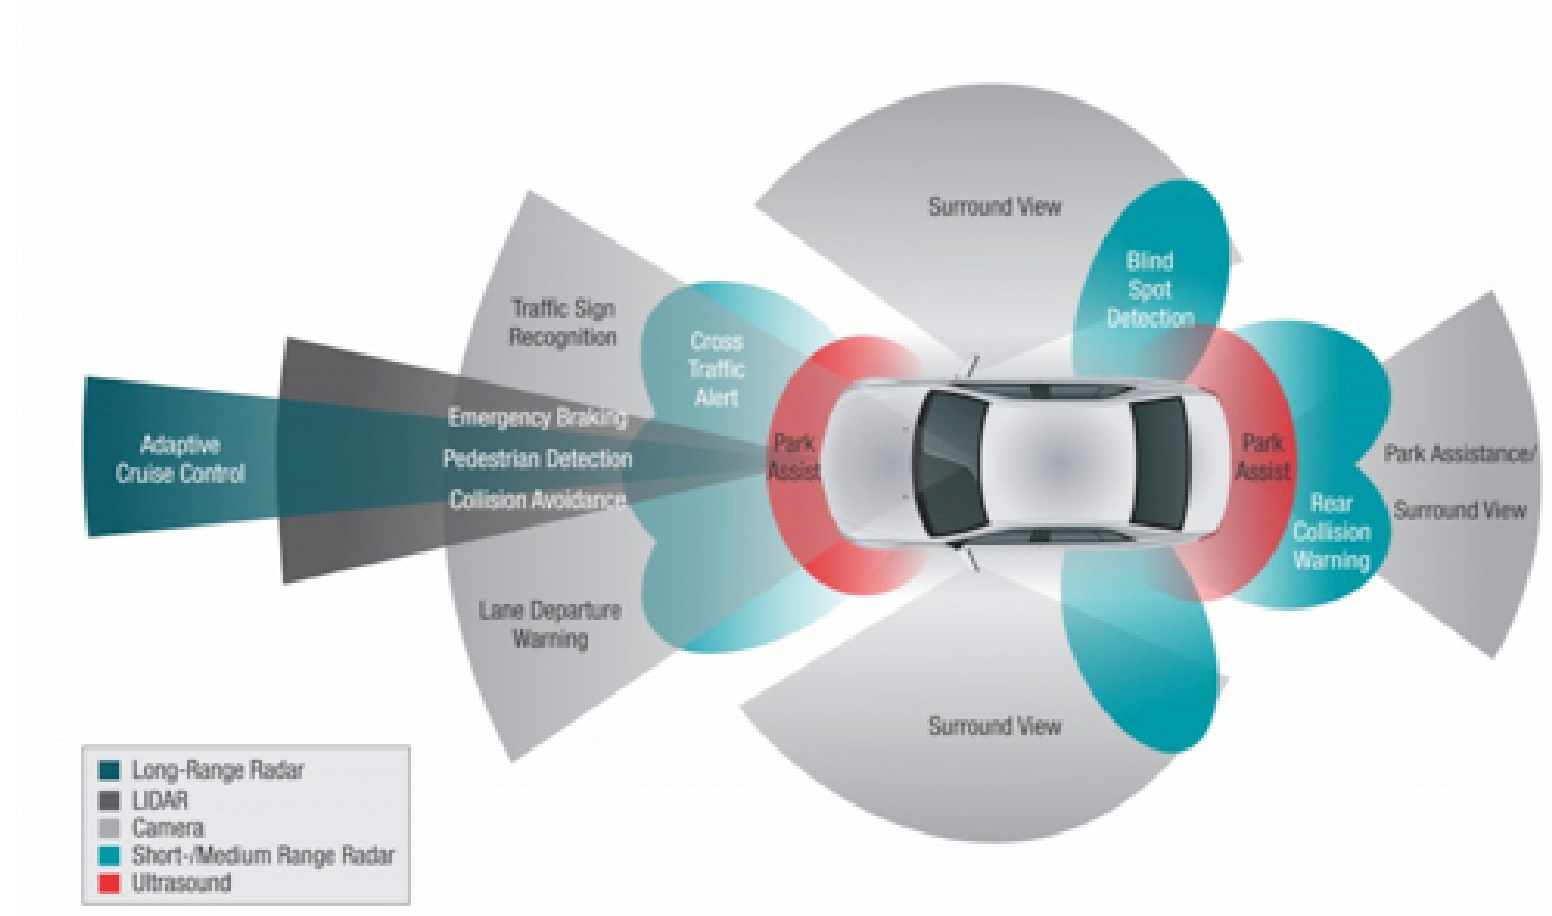 Surround View
Blind
Spot
Detection
Traffic Sign
Recognition
Cross
Traffic
Alert
Emergency Braking
Adaptive
Cruise Control
Pedestrian Detection
Collision Avoidance
Park
Assist
Park
Assist
Park Assistance/
Surround View
Rear
Collision
Warning
Lane Departure
Warning
Surround View
Long-Range Radar
LIDAR
Camera
Short-/Medium Range Radar
Ultrasound